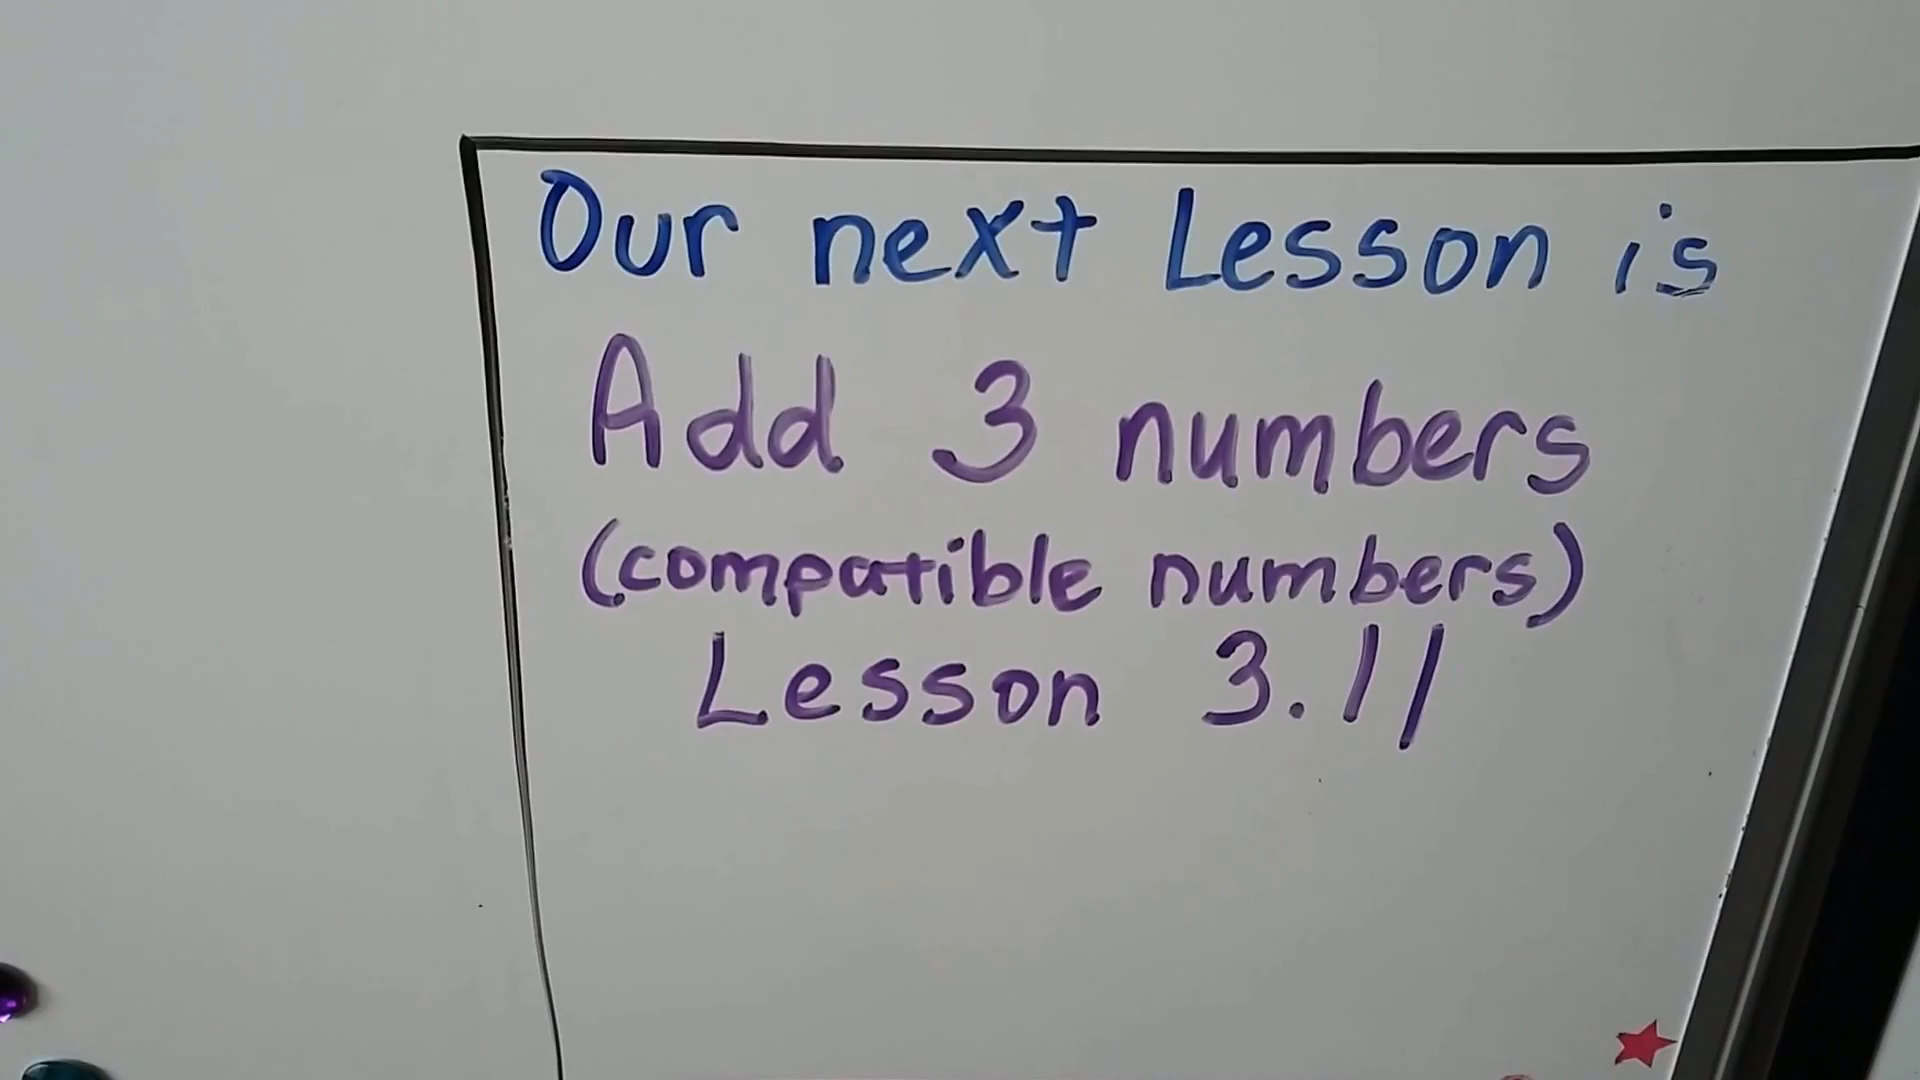 Our next Lesson is
Add 3 numbers
(compatible numbers)
Lesson 3.11